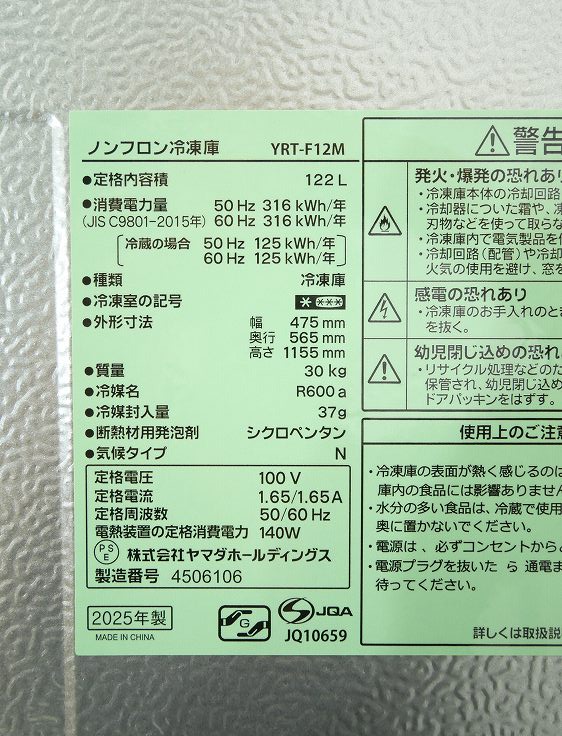 ノンフロン冷凍庫 YRT-F12M
●定格内容積 122 L
●消費電力量 50 Hz 316 kWh/年
(JIS C9801-2015年) 60 Hz 316 kWh/年
冷蔵の場合 50 Hz 125 kWh/年
60 Hz 125 kWh/年
●種類 冷凍庫
●冷凍室の記号 * ***
●外形寸法 幅 475 mm
奥行 565 mm
高さ 1155 mm
●質量 30 kg
●冷媒名 R600 a
●冷媒封入量 37g
●断熱材用発泡剤 シクロペンタン
●気候タイプ N
定格電圧 100 V
定格電流 1.65/1.65 A
定格周波数 50/60 Hz
電熱装置の定格消費電力 140W
PSE 株式会社ヤマダホールディングス
製造番号 4506106
2025年製
MADE IN CHINA
G
JQA
JQ10659
警告
発火・爆発の恐れあり
・冷凍庫本体の冷却回路
・冷却器についた霜や、凍
刃物などを使って取らな
・冷凍庫内で電気製品を使
・冷却回路(配管)や冷却
火気の使用を避け、窓を
感電の恐れあり
・冷凍庫のお手入れのとき
を抜く。
幼児閉じ込めの恐れ
・リサイクル処理などのた
保管され、幼児閉じ込め
ドアパッキンをはずす。
使用上のご注意
・冷凍庫の表面が熱く感じるのは
庫内の食品には影響ありません
・水分の多い食品は、冷蔵で使用
奥に置かないでください。
・電源は、必ずコンセントから
・電源プラグを抜いた ら 通電ま
待ってください。
詳しくは取扱説